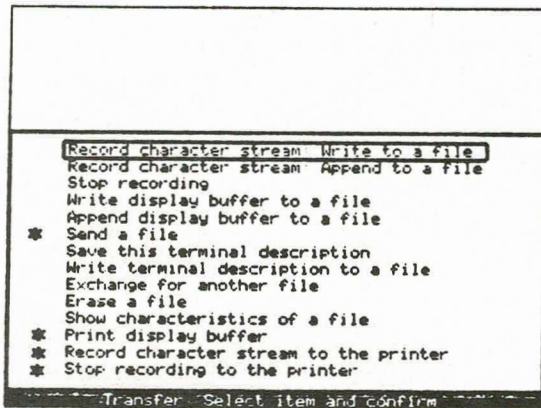 Record character stream: Write to a file
Record character stream: Append to a file
Stop recording
Write display buffer to a file
Append display buffer to a file
* Send a file
Save this terminal description
Write terminal description to a file
Exchange for another file
Erase a file
Show characteristics of a file
* Print display buffer
* Record character stream to the printer
* Stop recording to the printer
Transfer Select item and confirm